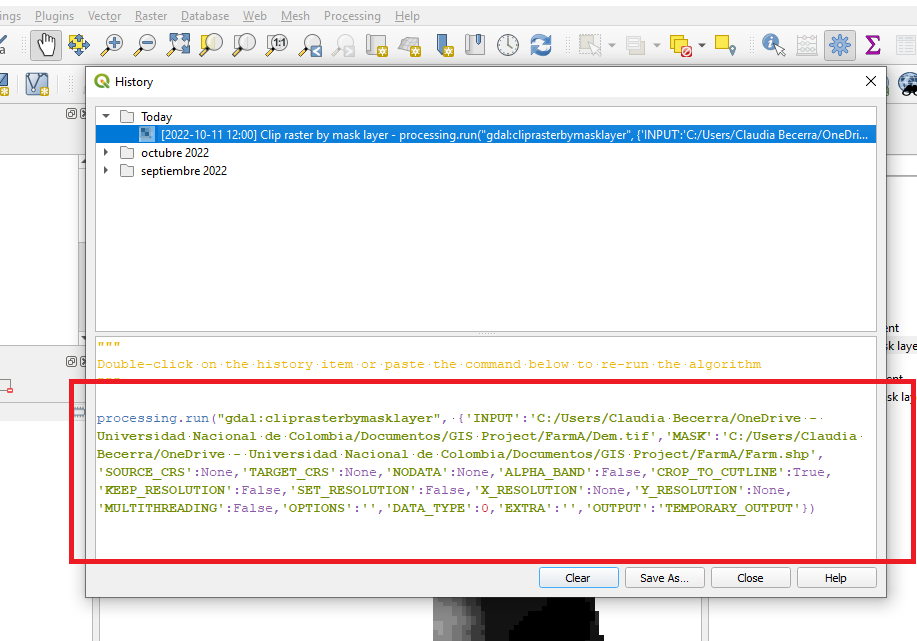 ings Plugins Vector Raster Database Web Mesh Processing Help
History
Today
[2022-10-11 12:00] Clip raster by mask layer - processing.run("gdal:cliprasterbymasklayer", {'INPUT':'C:/Users/Claudia Becerra/OneDri...
octubre 2022
septiembre 2022
"""
Double-click·on·the·history·item·or·paste·the·command·below·to·re-run·the·algorithm
"""
processing.run("gdal:cliprasterbymasklayer",·{'INPUT':'C:/Users/Claudia·Becerra/OneDrive·-·
Universidad·Nacional·de·Colombia/Documentos/GIS·Project/FarmA/Dem.tif','MASK':'C:/Users/Claudia·
Becerra/OneDrive·-·Universidad·Nacional·de·Colombia/Documentos/GIS·Project/FarmA/Farm.shp',
'SOURCE_CRS':None,'TARGET_CRS':None,'NODATA':None,'ALPHA_BAND':False,'CROP_TO_CUTLINE':True,
'KEEP_RESOLUTION':False,'SET_RESOLUTION':False,'X_RESOLUTION':None,'Y_RESOLUTION':None,
'MULTITHREADING':False,'OPTIONS':'','DATA_TYPE':0,'EXTRA':'','OUTPUT':'TEMPORARY_OUTPUT'})
Clear Save As... Close Help